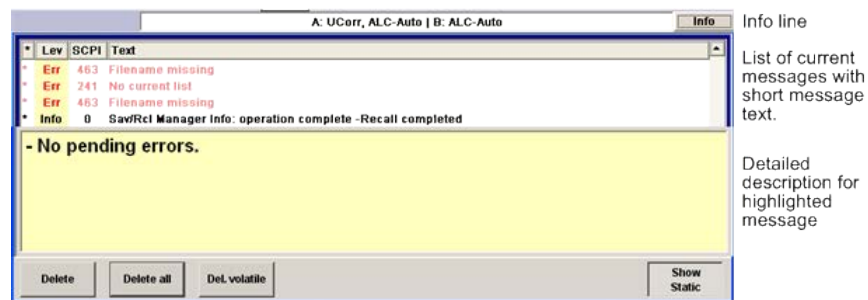 A: UCorr, ALC-Auto | B: ALC-Auto
Info
Info line
* Lev SCPI Text
* Err 463 Filename missing
* Err 241 No current list
* Err 463 Filename missing
* Info 0 Sav/Rcl Manager Info: operation complete -Recall completed
List of current
messages with
short message
text.
- No pending errors.
Detailed
description for
highlighted
message
Delete
Delete all
Del. volatile
Show
Static